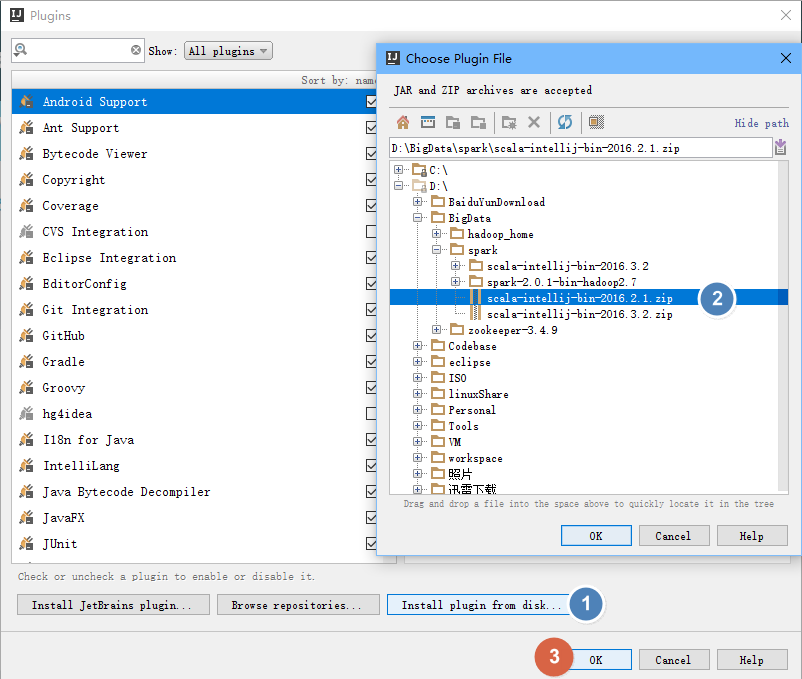 Plugins
Show: All plugins
Sort by: name
Android Support
Ant Support
Bytecode Viewer
Copyright
Coverage
CVS Integration
Eclipse Integration
EditorConfig
Git Integration
GitHub
Gradle
Groovy
hg4idea
I18n for Java
IntelliLang
Java Bytecode Decompiler
JavaFX
JUnit
Check or uncheck a plugin to enable or disable it.
Install JetBrains plugin...
Browse repositories...
Install plugin from disk...
1
3
OK
Cancel
Help
Choose Plugin File
JAR and ZIP archives are accepted
Hide path
D:\BigData\spark\scala-intellij-bin-2016.2.1.zip
C:\
D:\
BaiduYunDownload
BigData
hadoop_home
spark
scala-intellij-bin-2016.3.2
spark-2.0.1-bin-hadoop2.7
scala-intellij-bin-2016.2.1.zip
2
scala-intellij-bin-2016.3.2.zip
zookeeper-3.4.9
Codebase
eclipse
ISO
linuxShare
Personal
Tools
VM
workspace
照片
迅雷下载
Drag and drop a file into the space above to quickly locate it in the tree
OK
Cancel
Help